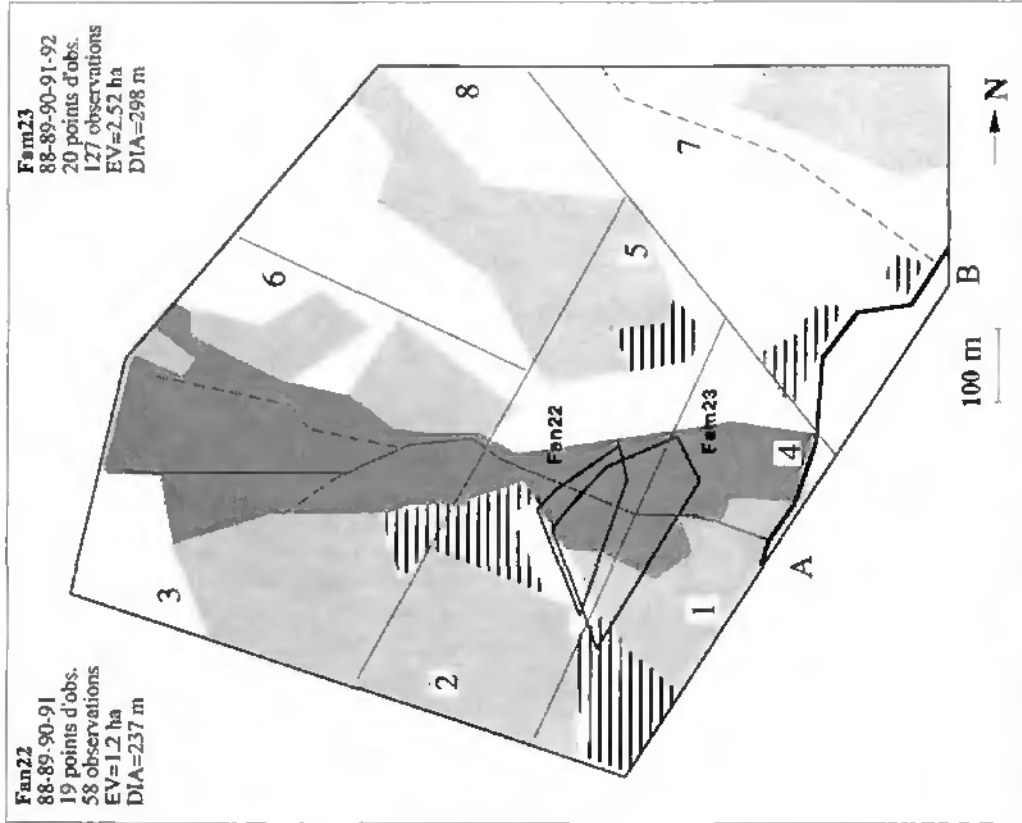 Fan22
88-89-90-91
19 points d'obs.
58 observations
EV=1.2 ha
DIA=237 m
Fam23
88-89-90-91-92
20 points d'obs.
127 observations
EV=2.52 ha
DIA=298 m
3
6
8
2
5
7
Fan22
Fam23
1
4
A
B
100 m
N